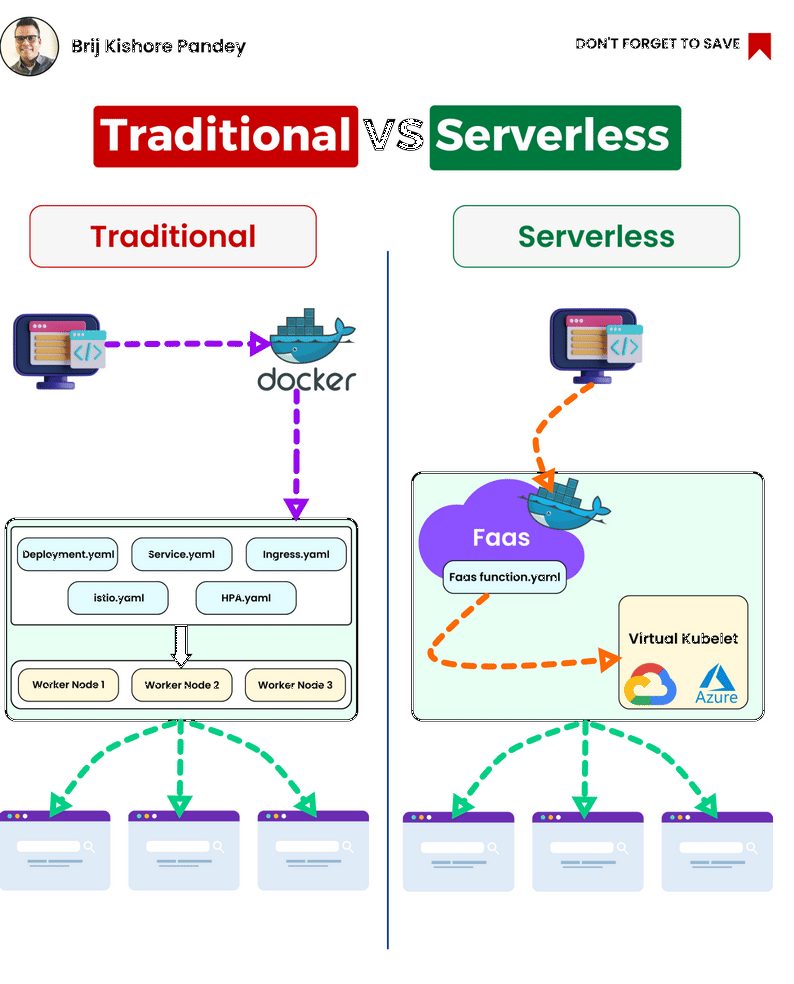 Brij Kishore Pandey
DON'T FORGET TO SAVE
Traditional VS Serverless
Traditional
Serverless
docker
Deployment.yaml
Service.yaml
Ingress.yaml
istio.yaml
HPA.yaml
Worker Node 1
Worker Node 2
Worker Node 3
Faas
Faas function.yaml
Virtual Kubelet
Azure